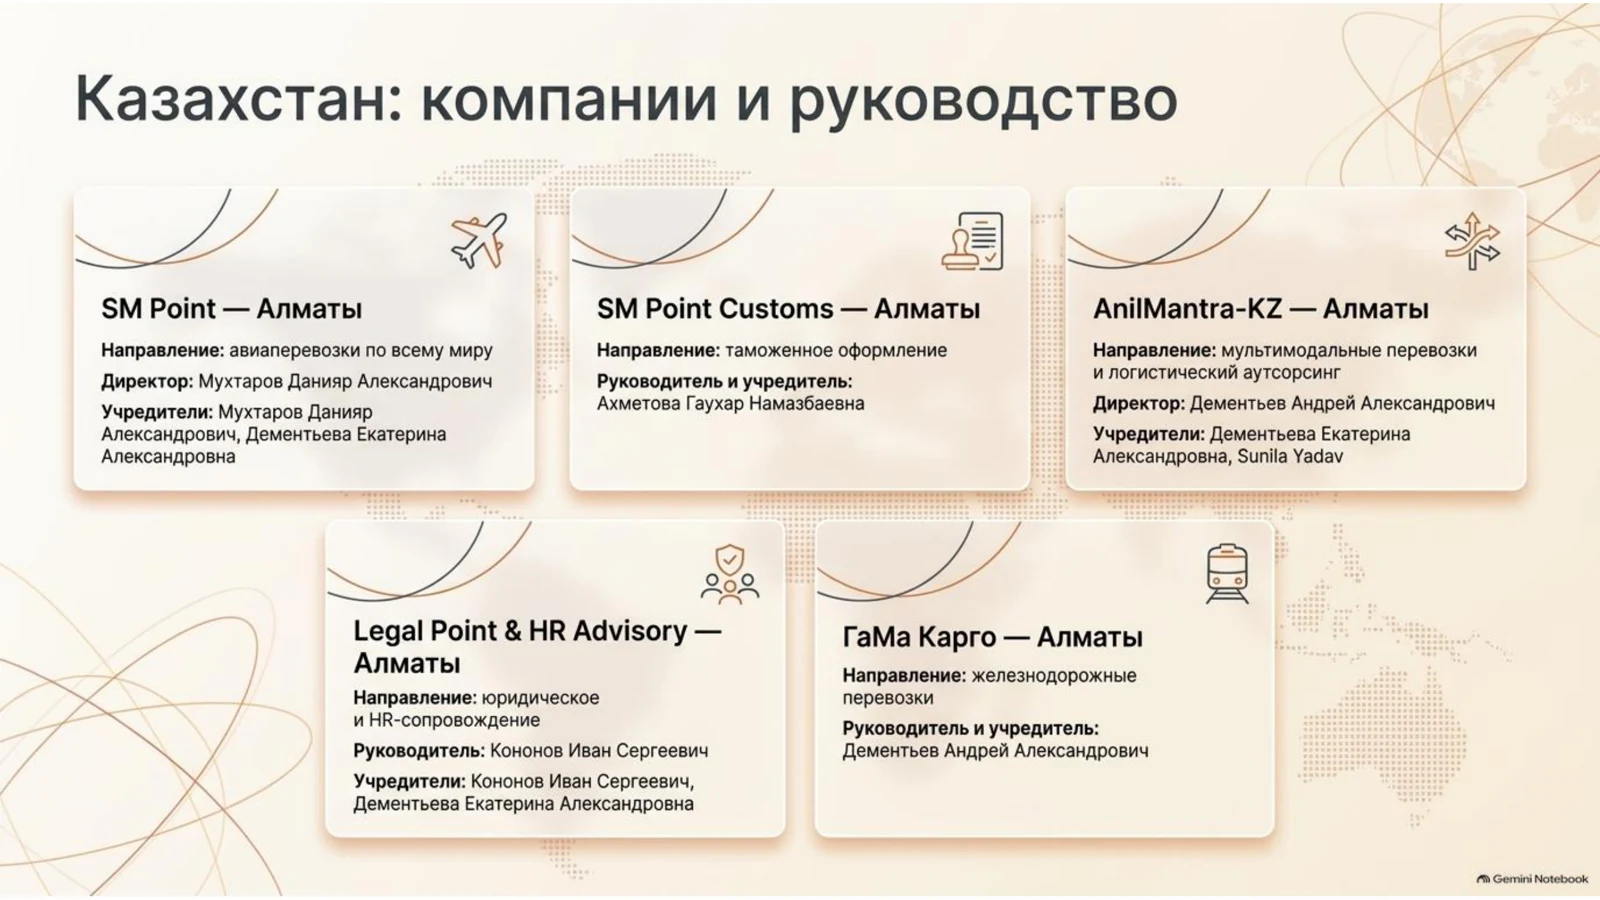 Казахстан: компании и руководство
SM Point — Алматы
Направление: авиаперевозки по всему миру
Директор: Мухтаров Данияр Александрович
Учредители: Мухтаров Данияр
Александрович, Дементьева Екатерина
Александровна
SM Point Customs — Алматы
Направление: таможенное оформление
Руководитель и учредитель:
Ахметова Гаухар Намазбаевна
AnilMantra-KZ — Алматы
Направление: мультимодальные перевозки
и логистический аутсорсинг
Директор: Дементьев Андрей Александрович
Учредители: Дементьева Екатерина
Александровна, Sunila Yadav
Legal Point & HR Advisory —
Алматы
Направление: юридическое
и HR-сопровождение
Руководитель: Кононов Иван Сергеевич
Учредители: Кононов Иван Сергеевич,
Дементьева Екатерина Александровна
ГаМа Карго — Алматы
Направление: железнодорожные
перевозки
Руководитель и учредитель:
Дементьев Андрей Александрович
Gemini Notebook